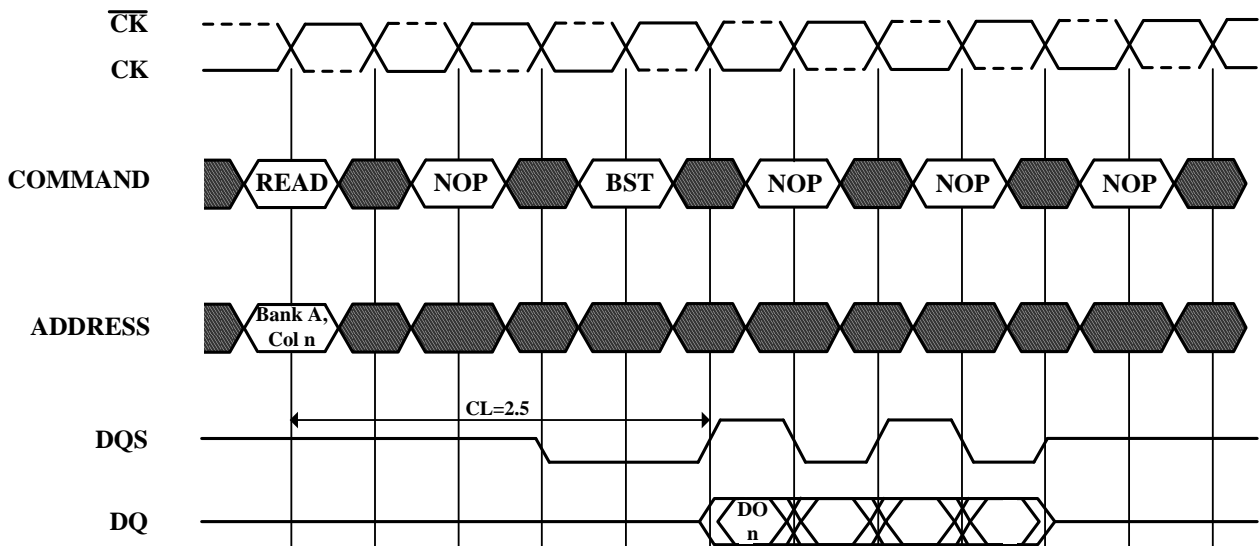 CK
CK
COMMAND READ NOP BST NOP NOP NOP
ADDRESS Bank A,
Col n
CL=2.5
DQS
DQ DO
n